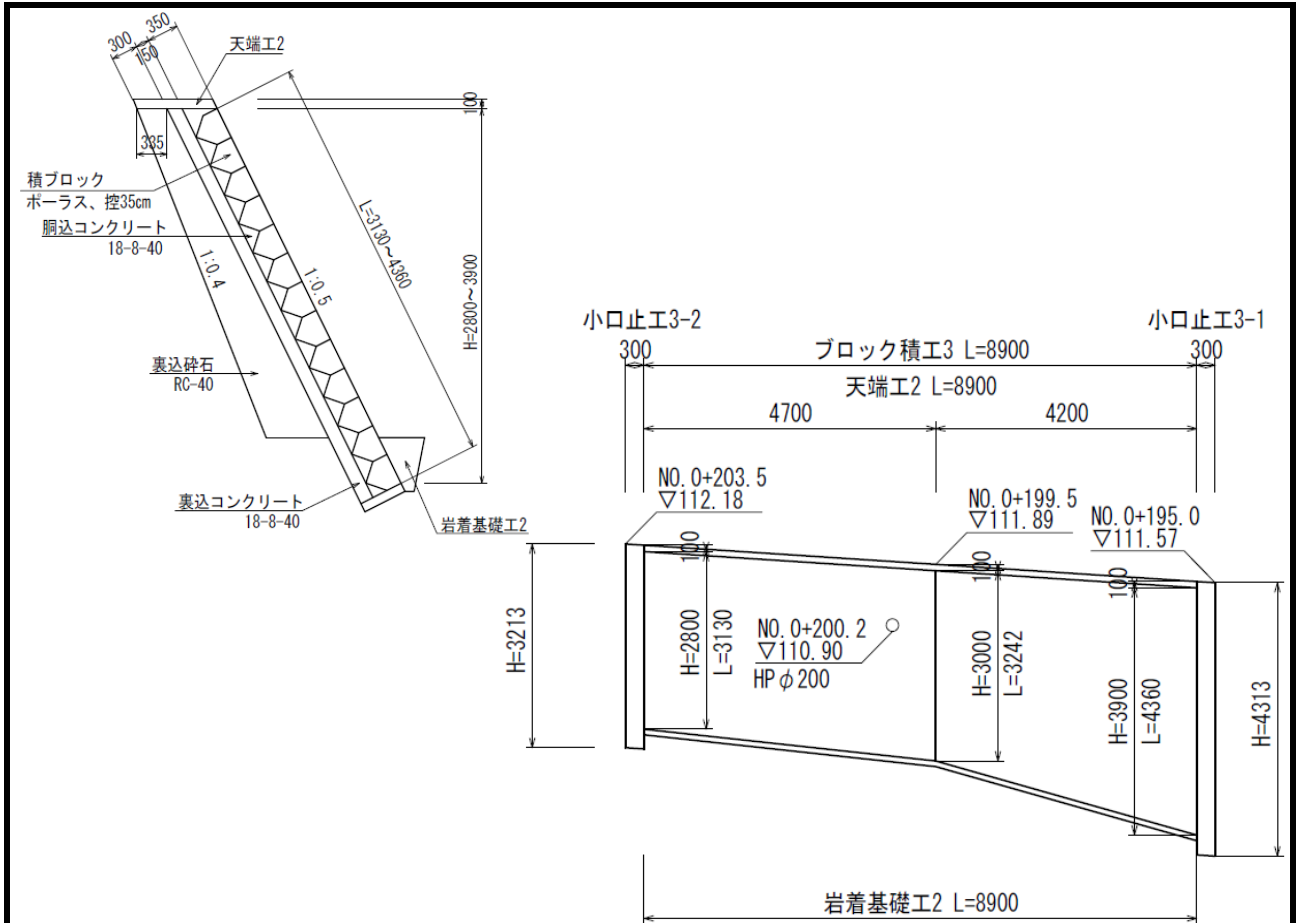 300
150
350
天端工2
100
335
積ブロック
ポーラス、控35cm
胴込コンクリート
18-8-40
1:0.4
1:0.5
L=3130～4360
H=2800～3900
裏込砕石
RC-40
裏込コンクリート
18-8-40
岩着基礎工2
小口止工3-2
小口止工3-1
300
ブロック積工3 L=8900
300
天端工2 L=8900
4700
4200
NO.0+203.5
▽112.18
NO.0+199.5
▽111.89
NO.0+195.0
▽111.57
100
100
100
H=3213
H=2800
L=3130
NO.0+200.2
▽110.90
HPφ200
H=3000
L=3242
H=3900
L=4360
H=4313
岩着基礎工2 L=8900